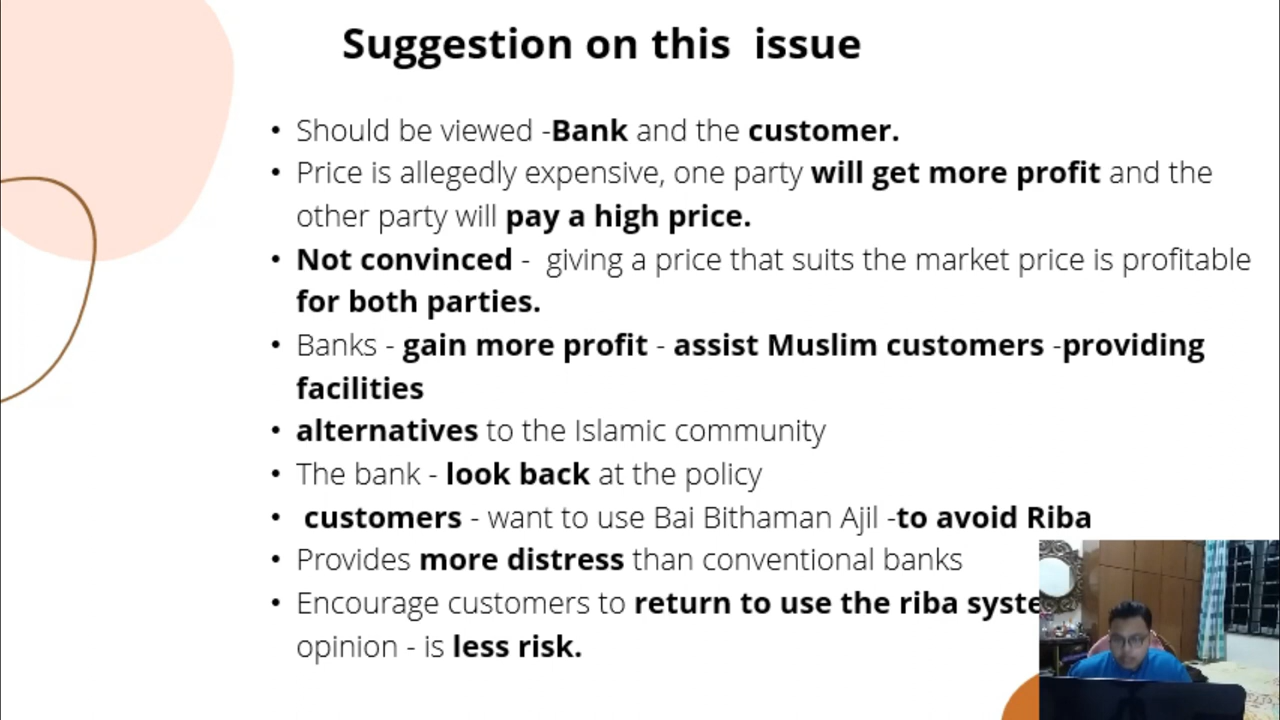 Suggestion on this issue
• Should be viewed -Bank and the customer.
• Price is allegedly expensive, one party will get more profit and the
other party will pay a high price.
• Not convinced - giving a price that suits the market price is profitable
for both parties.
• Banks - gain more profit - assist Muslim customers -providing
facilities
• alternatives to the Islamic community
• The bank - look back at the policy
• customers - want to use Bai Bithaman Ajil -to avoid Riba
• Provides more distress than conventional banks
• Encourage customers to return to use the riba
opinion - is less risk.